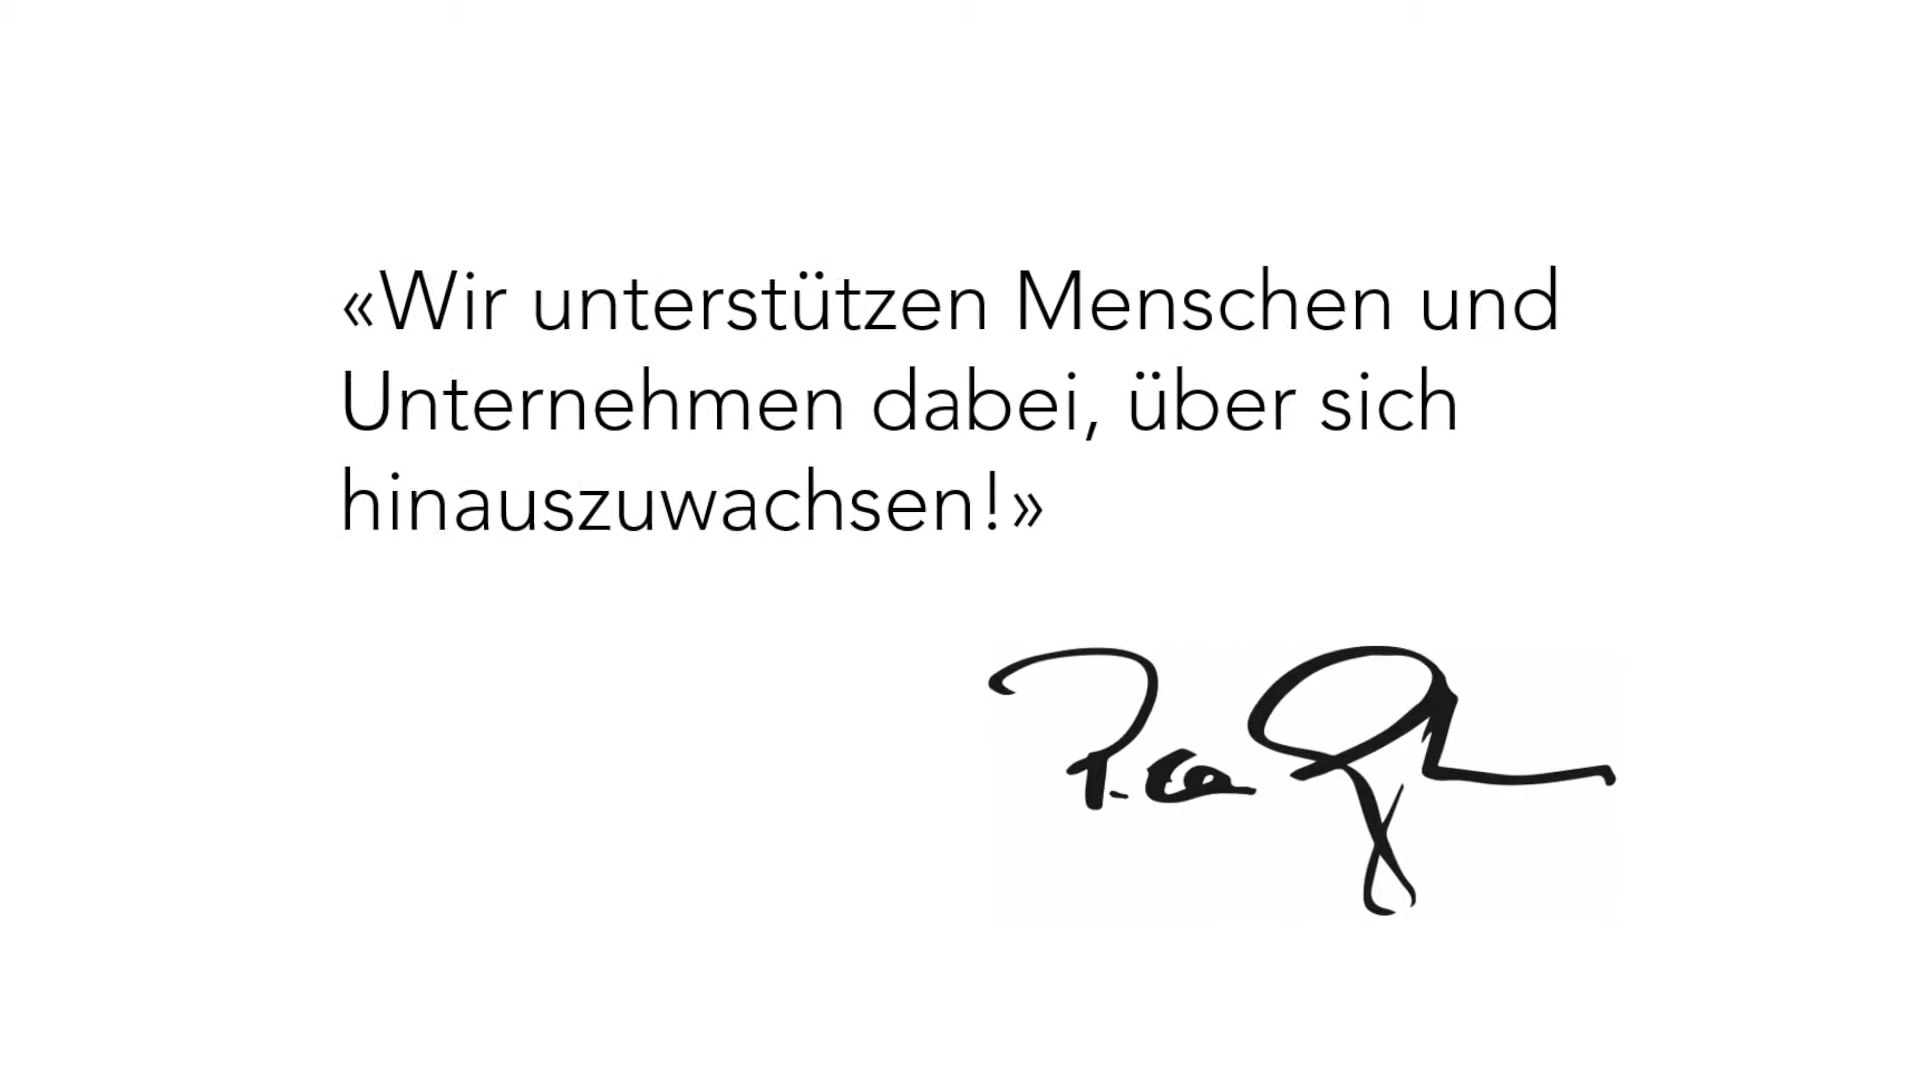 «Wir unterstützen Menschen und
Unternehmen dabei, über sich
hinauszuwachsen!»